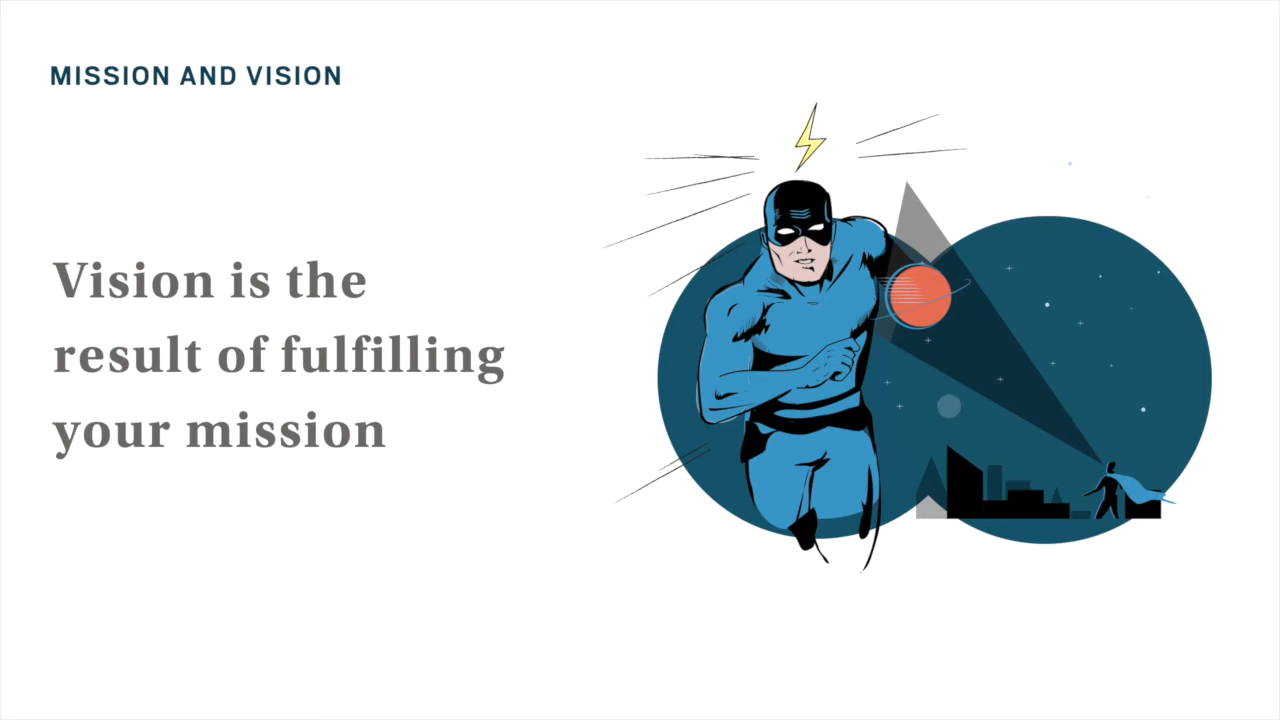 MISSION AND VISION
Vision is the
result of fulfilling
your mission